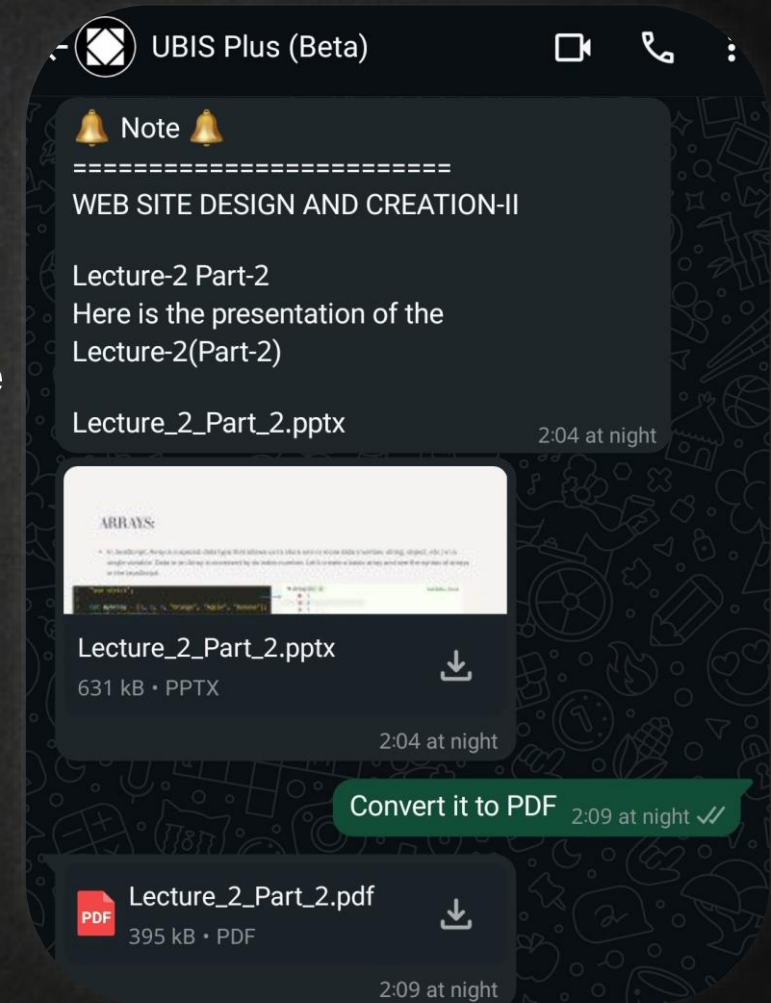 UBIS Plus (Beta)
🔔 Note 🔔
=========================
WEB SITE DESIGN AND CREATION-II
Lecture-2 Part-2
Here is the presentation of the
Lecture-2(Part-2)
Lecture_2_Part_2.pptx
2:04 at night
ARRAYS:
"use strict";
Lecture_2_Part_2.pptx
631 kB • PPTX
2:04 at night
Convert it to PDF
2:09 at night
PDF
Lecture_2_Part_2.pdf
395 kB • PDF
2:09 at night